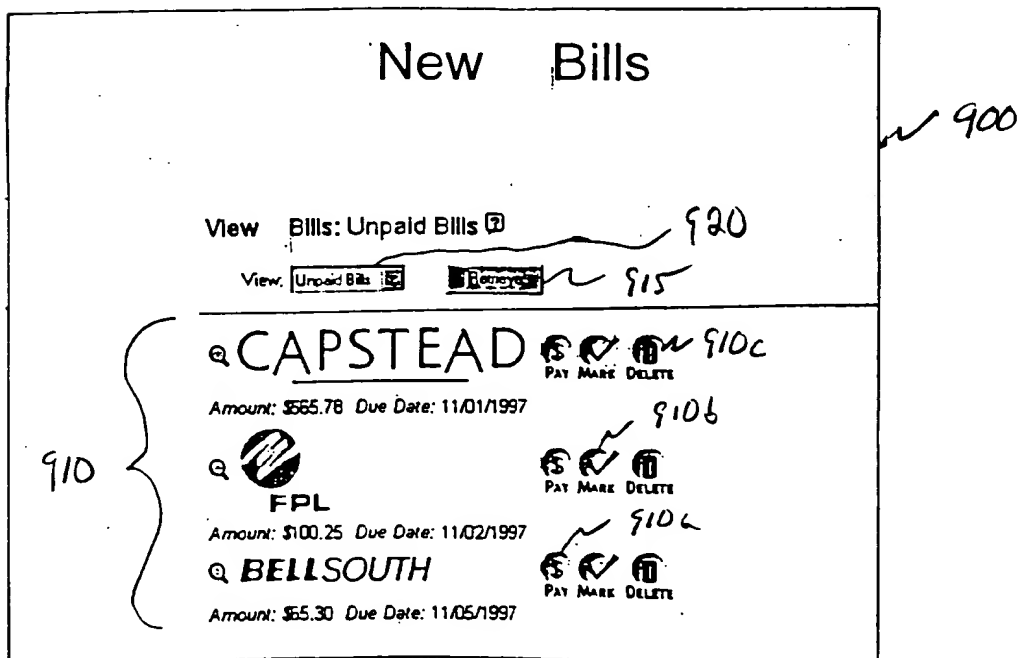 New Bills
900
View Bills: Unpaid Bills ?
920
View: Unpaid Bills Retrieve
915
CAPSTEAD
PAY MARK DELETE
910c
Amount: $565.78 Due Date: 11/01/1997
910b
910
FPL
PAY MARK DELETE
Amount: $100.25 Due Date: 11/02/1997
910a
BELLSOUTH
PAY MARK DELETE
Amount: $65.30 Due Date: 11/05/1997